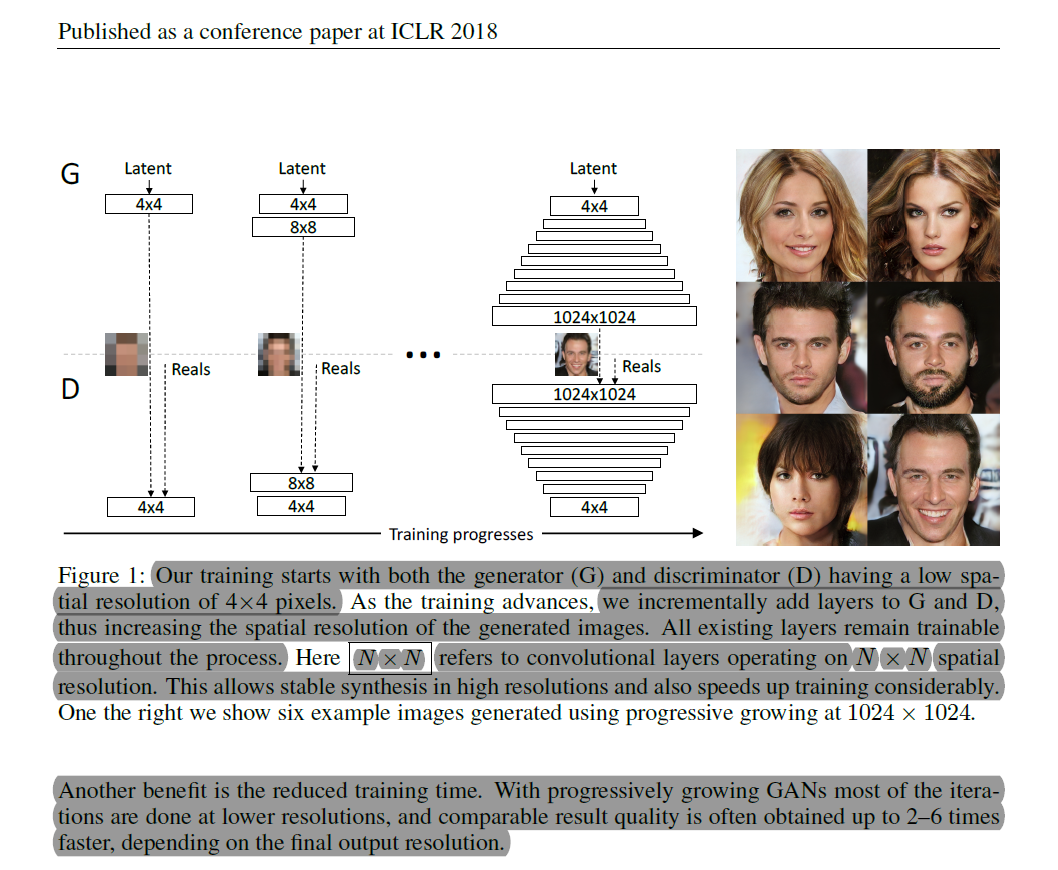 Published as a conference paper at ICLR 2018
G
Latent
Latent
Latent
4x4
4x4
4x4
8x8
1024x1024
Reals
Reals
Reals
D
1024x1024
8x8
4x4
4x4
4x4
Training progresses
Figure 1: Our training starts with both the generator (G) and discriminator (D) having a low spa-
tial resolution of 4×4 pixels. As the training advances, we incrementally add layers to G and D,
thus increasing the spatial resolution of the generated images. All existing layers remain trainable
throughout the process. Here N × N refers to convolutional layers operating on N × N spatial
resolution. This allows stable synthesis in high resolutions and also speeds up training considerably.
One the right we show six example images generated using progressive growing at 1024 × 1024.
Another benefit is the reduced training time. With progressively growing GANs most of the itera-
tions are done at lower resolutions, and comparable result quality is often obtained up to 2–6 times
faster, depending on the final output resolution.